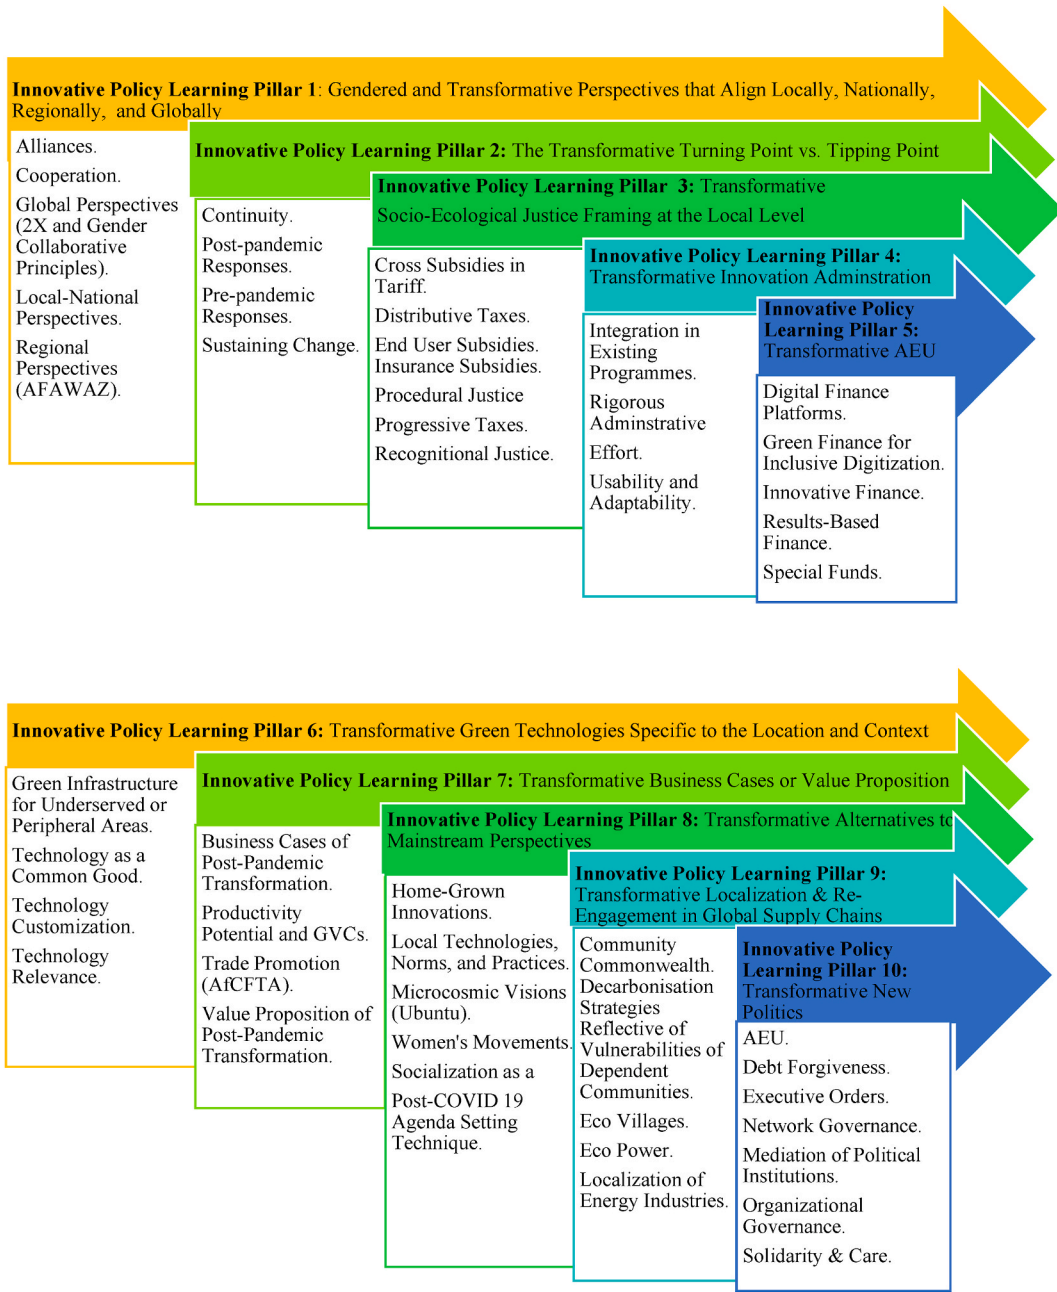 Innovative Policy Learning Pillar 1: Gendered and Transformative Perspectives that Align Locally, Nationally,
Regionally, and Globally
Alliances.
Cooperation.
Global Perspectives
(2X and Gender
Collaborative
Principles).
Local-National
Perspectives.
Regional
Perspectives
(AFAWAZ).
Innovative Policy Learning Pillar 2: The Transformative Turning Point vs. Tipping Point
Continuity.
Post-pandemic
Responses.
Pre-pandemic
Responses.
Sustaining Change.
Innovative Policy Learning Pillar 3: Transformative
Socio-Ecological Justice Framing at the Local Level
Cross Subsidies in
Tariff.
Distributive Taxes.
End User Subsidies.
Insurance Subsidies.
Procedural Justice
Progressive Taxes.
Recognitional Justice.
Innovative Policy Learning Pillar 4:
Transformative Innovation Adminstration
Integration in
Existing
Programmes.
Rigorous
Adminstrative
Effort.
Usability and
Adaptability.
Innovative Policy
Learning Pillar 5:
Transformative AEU
Digital Finance
Platforms.
Green Finance for
Inclusive Digitization.
Innovative Finance.
Results-Based
Finance.
Special Funds.
Innovative Policy Learning Pillar 6: Transformative Green Technologies Specific to the Location and Context
Green Infrastructure
for Underserved or
Peripheral Areas.
Technology as a
Common Good.
Technology
Customization.
Technology
Relevance.
Innovative Policy Learning Pillar 7: Transformative Business Cases or Value Proposition
Business Cases of
Post-Pandemic
Transformation.
Productivity
Potential and GVCs.
Trade Promotion
(AfCFTA).
Value Proposition of
Post-Pandemic
Transformation.
Innovative Policy Learning Pillar 8: Transformative Alternatives to
Mainstream Perspectives
Home-Grown
Innovations.
Local Technologies,
Norms, and Practices.
Microcosmic Visions
(Ubuntu).
Women's Movements.
Socialization as a
Post-COVID 19
Agenda Setting
Technique.
Innovative Policy Learning Pillar 9:
Transformative Localization & Re-
Engagement in Global Supply Chains
Community
Commonwealth.
Decarbonisation
Strategies
Reflective of
Vulnerabilities of
Dependent
Communities.
Eco Villages.
Eco Power.
Localization of
Energy Industries.
Innovative Policy
Learning Pillar 10:
Transformative New
Politics
AEU.
Debt Forgiveness.
Executive Orders.
Network Governance.
Mediation of Political
Institutions.
Organizational
Governance.
Solidarity & Care.